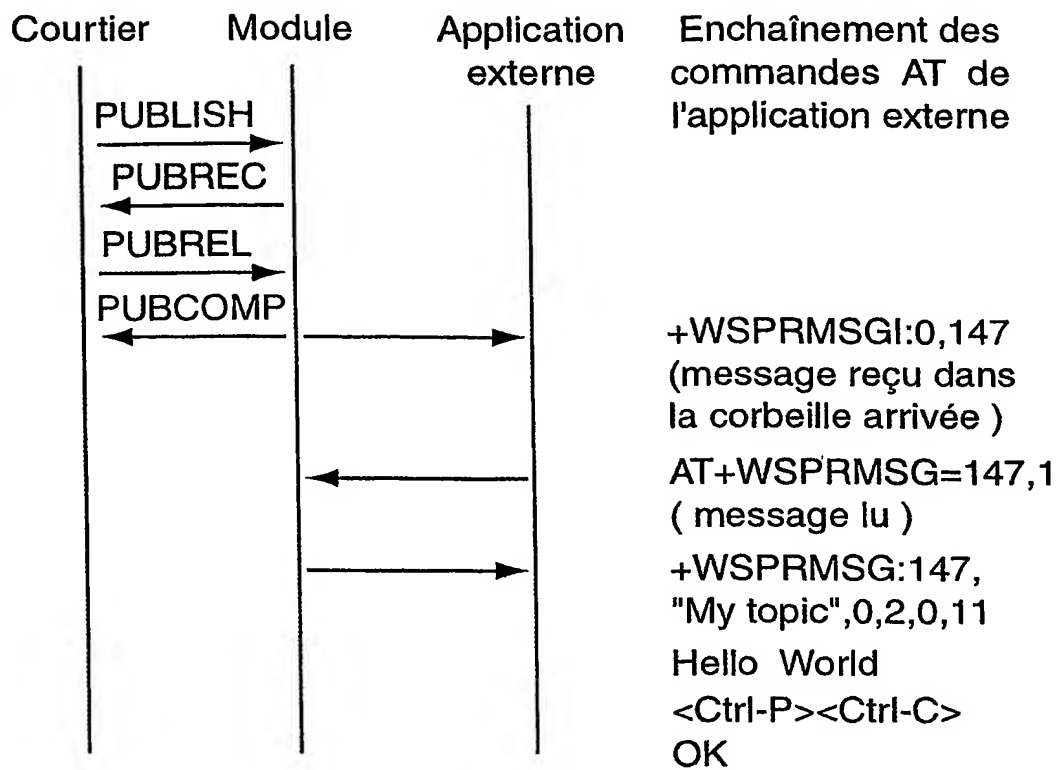 Courtier Module Application externe Enchaînement des
commandes AT de
l'application externe
PUBLISH
PUBREC
PUBREL
PUBCOMP
+WSPRMSGI:0,147
(message reçu dans
la corbeille arrivée )
AT+WSPRMSG=147,1
( message lu )
+WSPRMSG:147,
"My topic",0,2,0,11
Hello World
<Ctrl-P><Ctrl-C>
OK